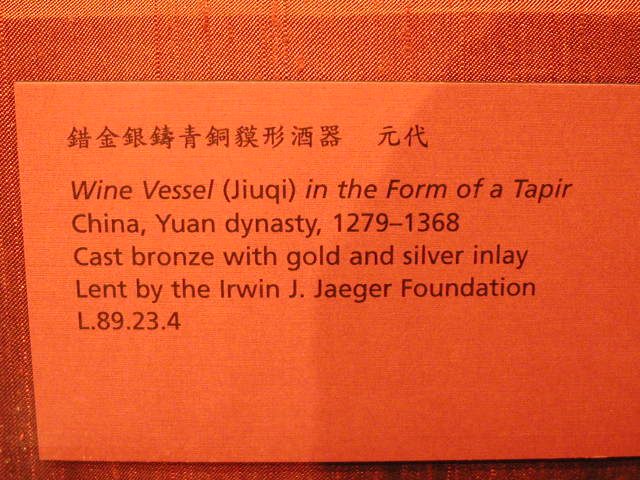 錯金銀鑄青銅貘形酒器 元代
Wine Vessel (Jiuqi) in the Form of a Tapir
China, Yuan dynasty, 1279–1368
Cast bronze with gold and silver inlay
Lent by the Irwin J. Jaeger Foundation
L.89.23.4